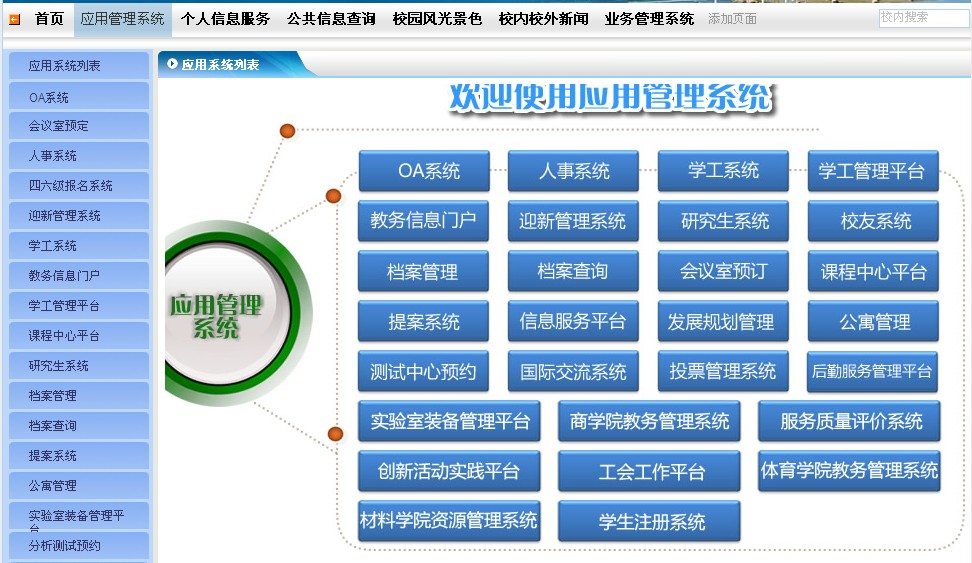 首页 应用管理系统 个人信息服务 公共信息查询 校园风光景色 校内校外新闻 业务管理系统 添加页面 校内搜索
应用系统列表
OA系统
会议室预定
人事系统
四六级报名系统
迎新管理系统
学工系统
教务信息门户
学工管理平台
课程中心平台
研究生系统
档案管理
档案查询
提案系统
公寓管理
实验室装备管理平
台
分析测试预约
应用系统列表
欢迎使用应用管理系统
应用管理
系统
OA系统 人事系统 学工系统 学工管理平台
教务信息门户 迎新管理系统 研究生系统 校友系统
档案管理 档案查询 会议室预订 课程中心平台
提案系统 信息服务平台 发展规划管理 公寓管理
测试中心预约 国际交流系统 投票管理系统 后勤服务管理平台
实验室装备管理平台 商学院教务管理系统 服务质量评价系统
创新活动实践平台 工会工作平台 体育学院教务管理系统
材料学院资源管理系统 学生注册系统